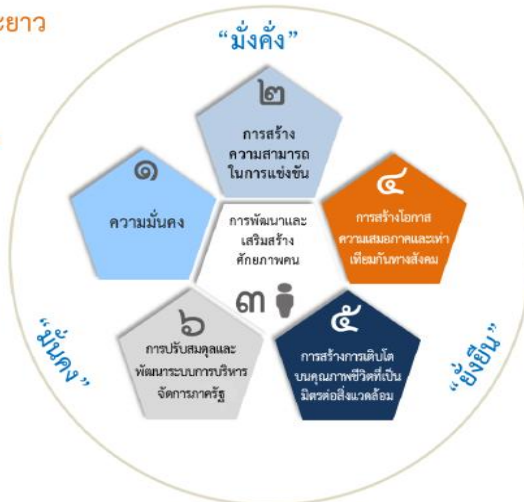 ะยาว
“มั่งคั่ง”
๒
การสร้าง
ความสามารถ
ในการแข่งขัน
๑
ความมั่นคง
การพัฒนาและ
เสริมสร้าง
ศักยภาพคน
๓
๔
การสร้างโอกาส
ความเสมอภาคและเท่า
เทียมกันทางสังคม
๖
การปรับสมดุลและ
พัฒนาระบบการบริหาร
จัดการภาครัฐ
๕
การสร้างการเติบโต
บนคุณภาพชีวิตที่เป็น
มิตรต่อสิ่งแวดล้อม
“มั่นคง”
“ยั่งยืน”